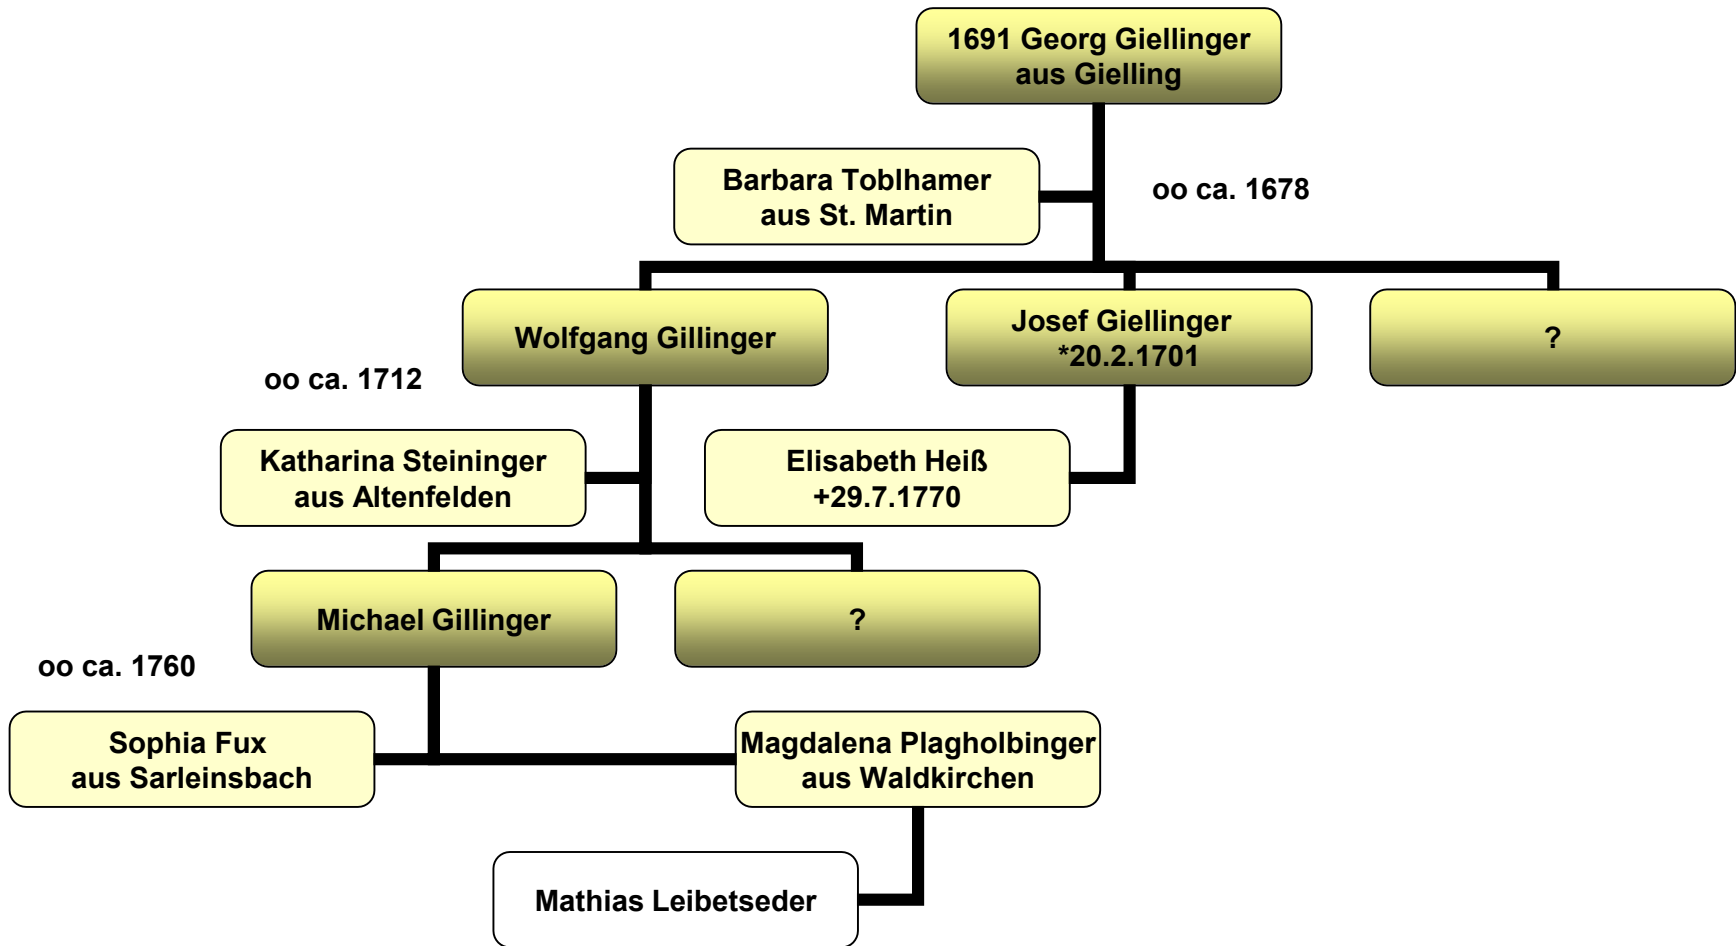 1691 Georg Giellinger
aus Gielling
Barbara Toblhamer
aus St. Martin
oo ca. 1678
Wolfgang Gillinger
Josef Giellinger
*20.2.1701
?
oo ca. 1712
Katharina Steininger
aus Altenfelden
Elisabeth Heiß
+29.7.1770
Michael Gillinger
?
oo ca. 1760
Sophia Fux
aus Sarleinsbach
Magdalena Plagholbinger
aus Waldkirchen
Mathias Leibetseder